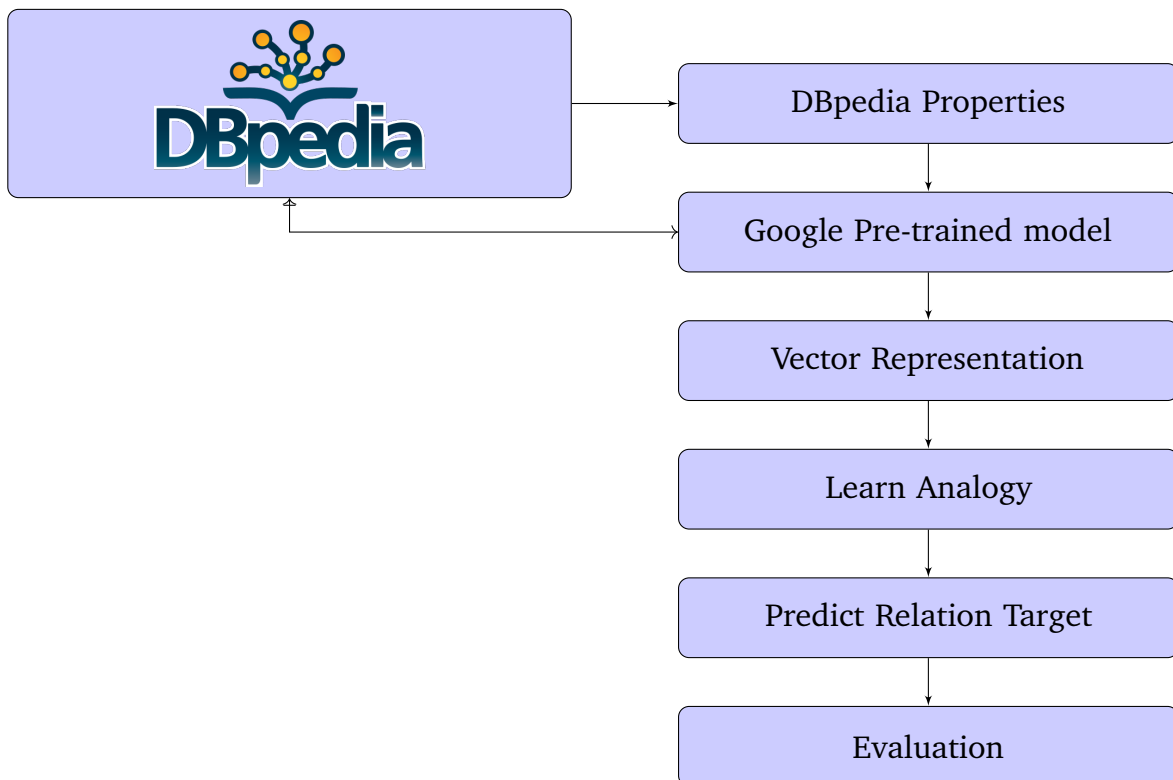 DBpedia
DBpedia Properties
Google Pre-trained model
Vector Representation
Learn Analogy
Predict Relation Target
Evaluation